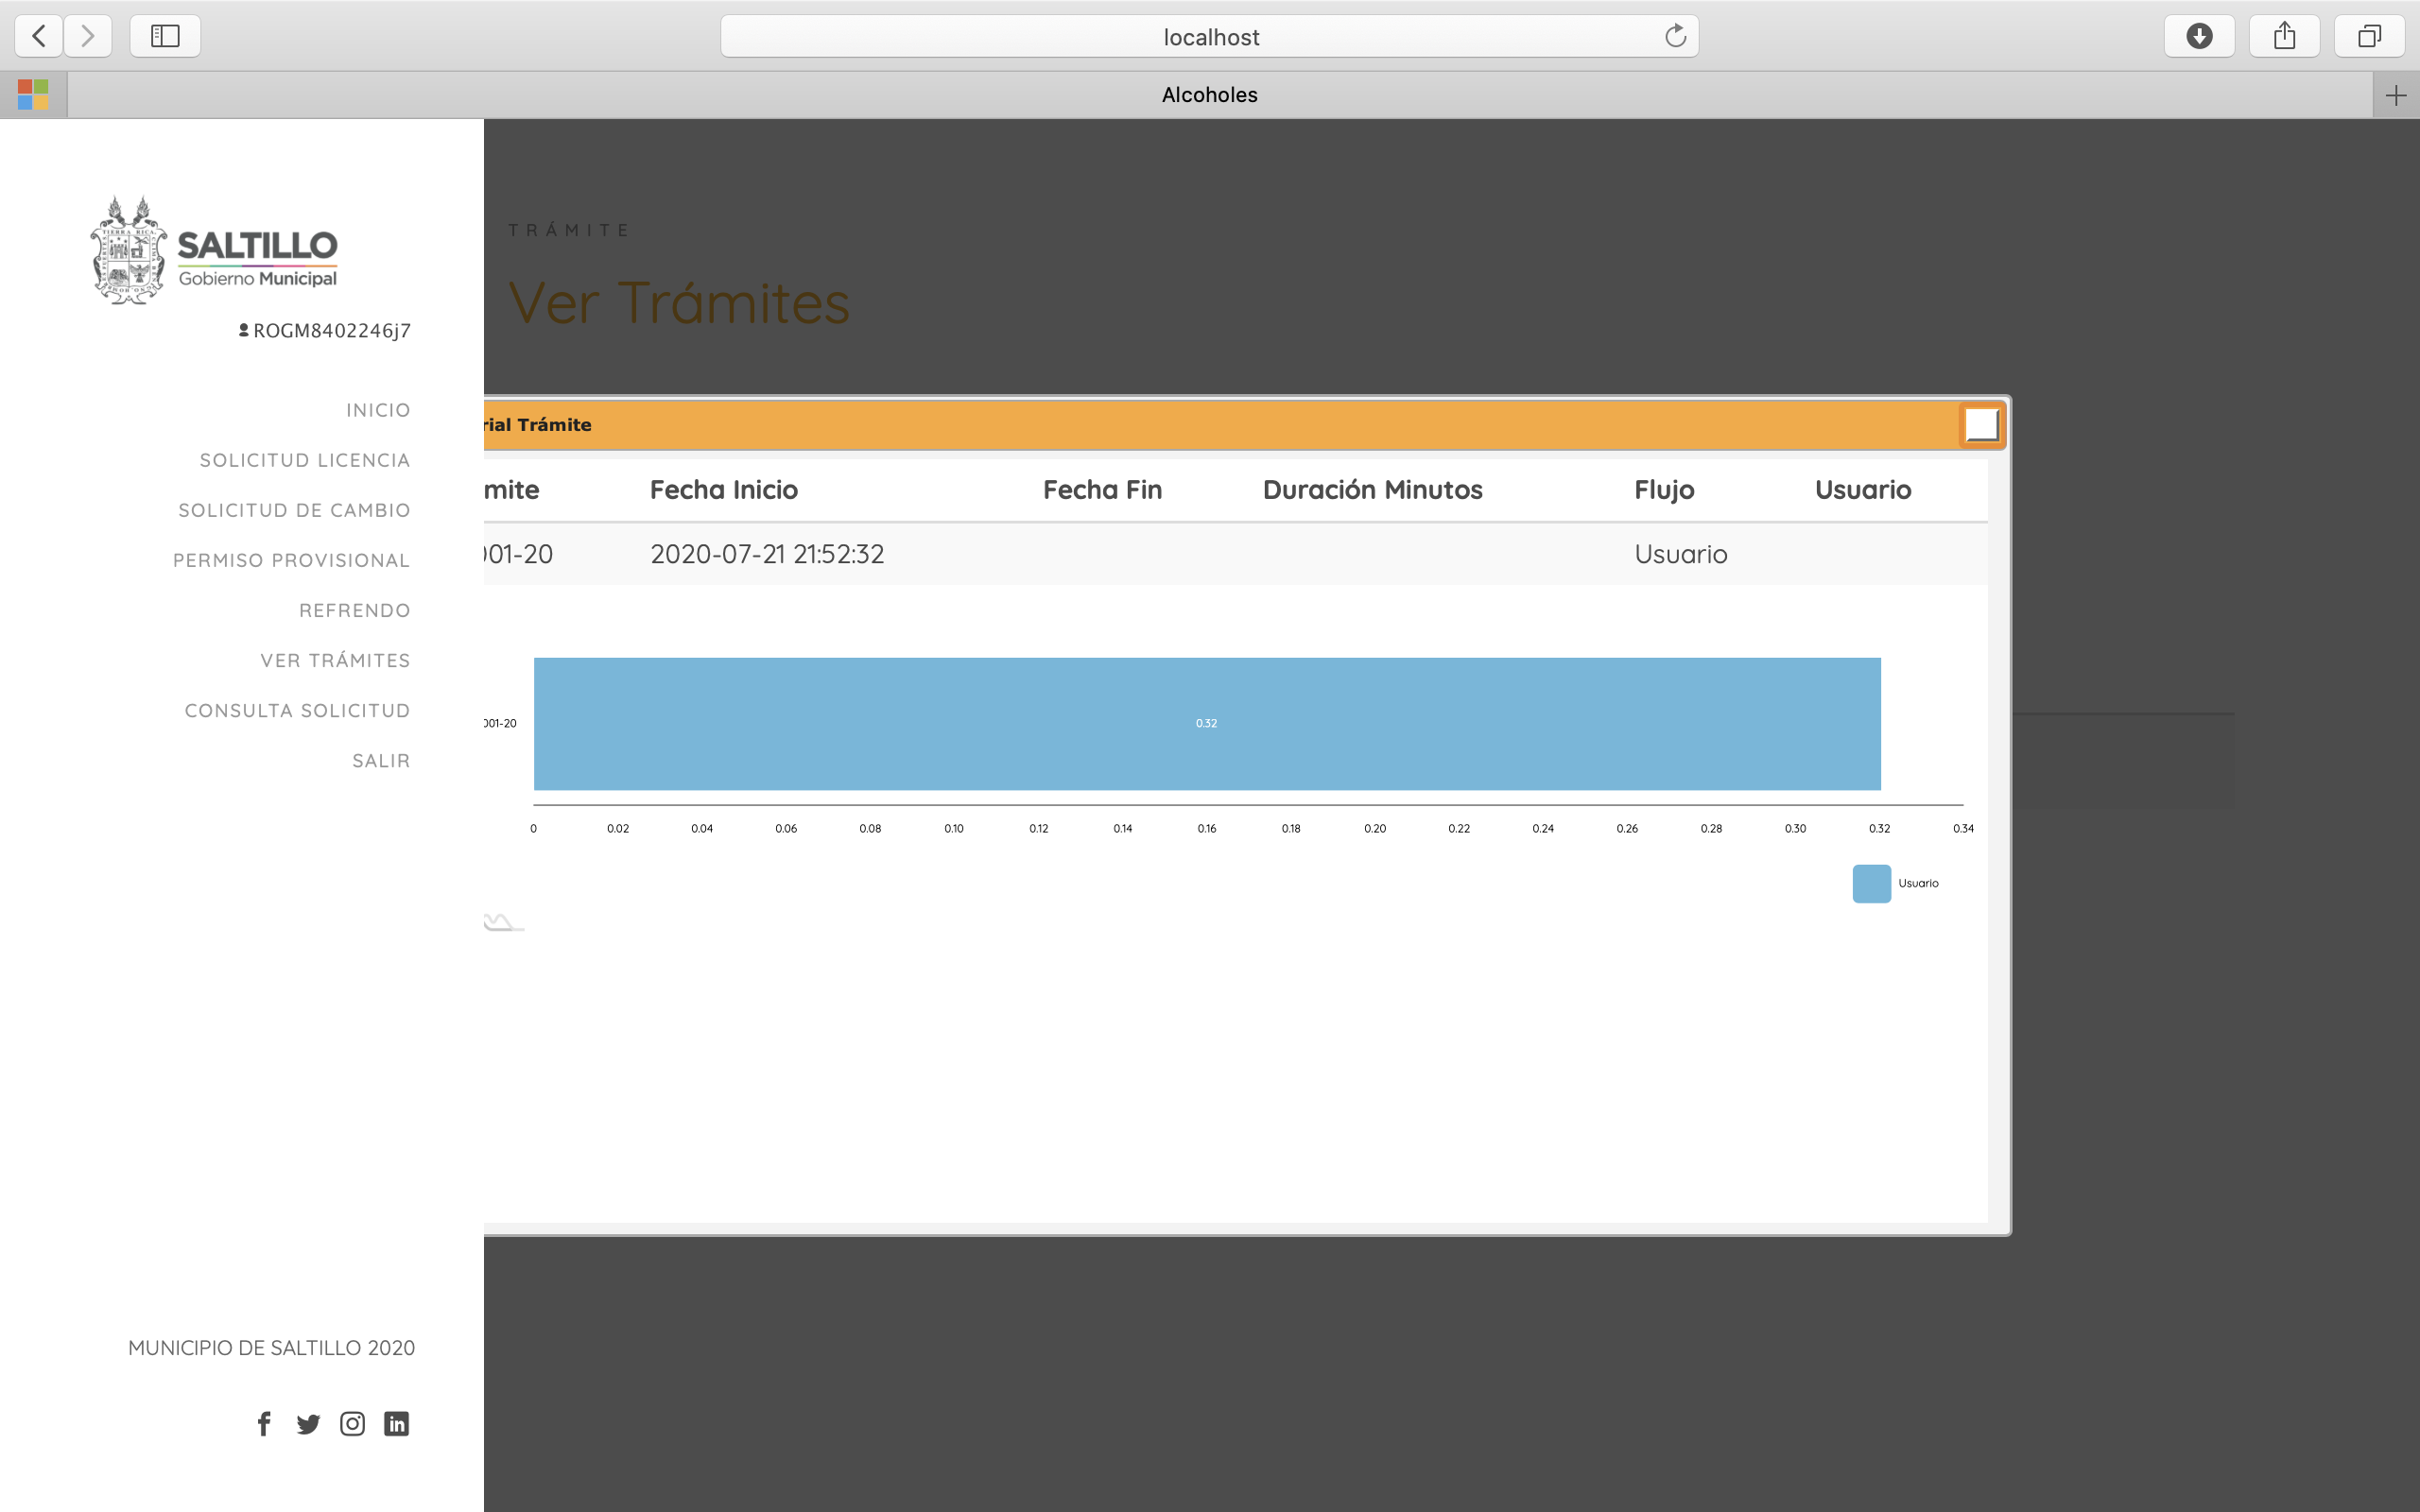 localhost
Alcoholes
SALTILLO
Gobierno Municipal
ROGM8402246j7
INICIO
SOLICITUD LICENCIA
SOLICITUD DE CAMBIO
PERMISO PROVISIONAL
REFRENDO
VER TRÁMITES
CONSULTA SOLICITUD
SALIR
MUNICIPIO DE SALTILLO 2020
TRÁMITE
Ver Trámites
rial Trámite
mite Fecha Inicio Fecha Fin Duración Minutos Flujo Usuario
001-20 2020-07-21 21:52:32 Usuario
001-20 0.32
0 0.02 0.04 0.06 0.08 0.10 0.12 0.14 0.16 0.18 0.20 0.22 0.24 0.26 0.28 0.30 0.32 0.34
Usuario